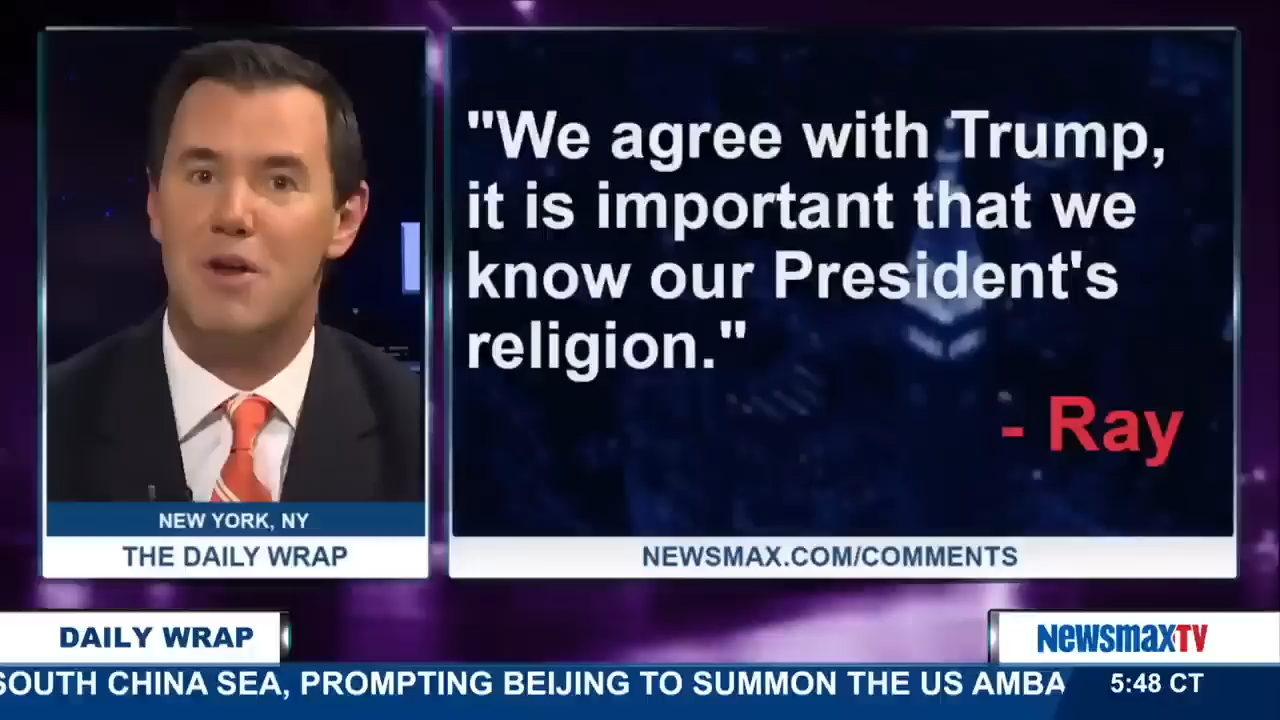 "We agree with Trump,
it is important that we
know our President's
religion."
- Ray
NEW YORK, NY
THE DAILY WRAP
NEWSMAX.COM/COMMENTS
DAILY WRAP
NEWSMAXTV
SOUTH CHINA SEA, PROMPTING BEIJING TO SUMMON THE US AMBA
5:48 CT